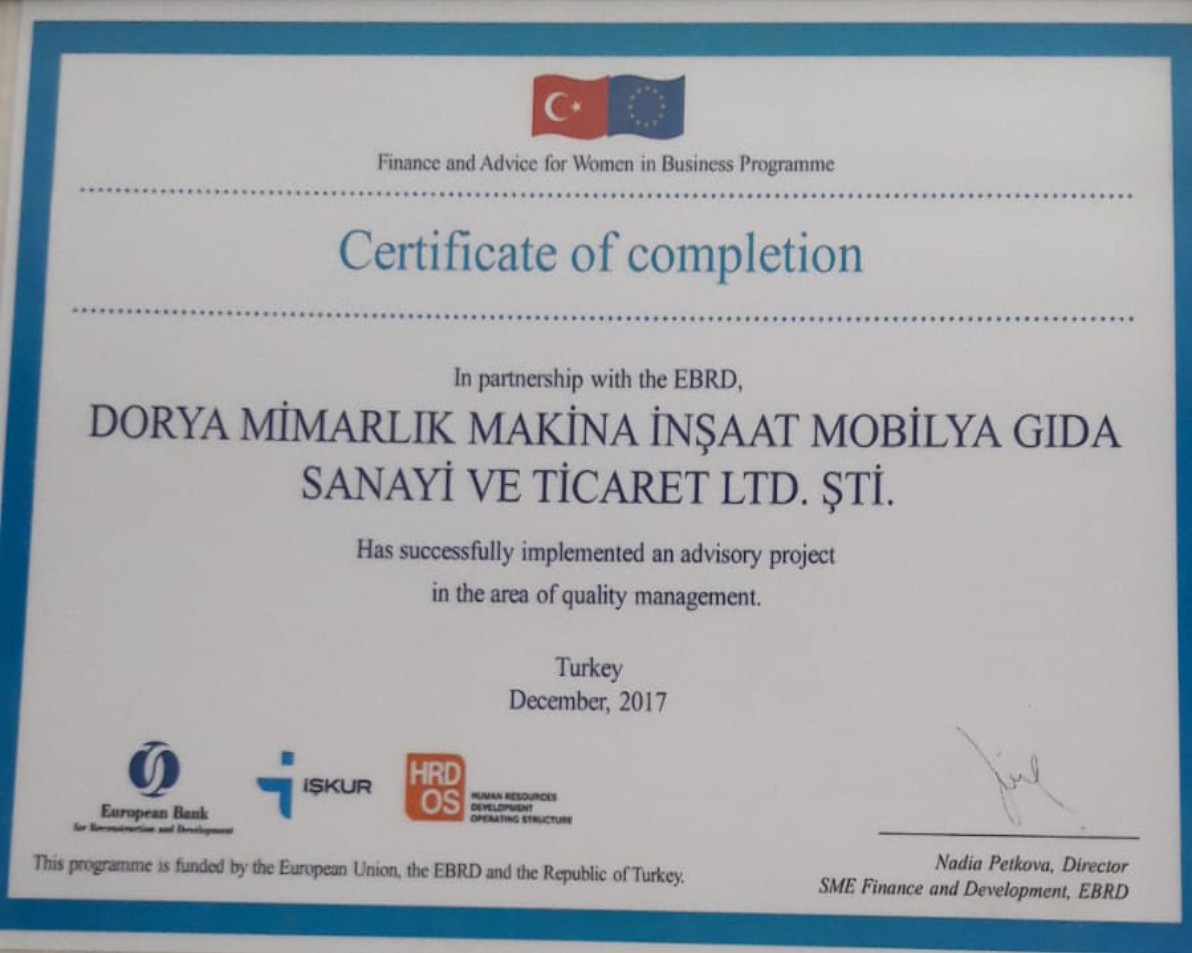 Finance and Advice for Women in Business Programme
Certificate of completion
In partnership with the EBRD,
DORYA MİMARLIK MAKİNA İNŞAAT MOBİLYA GIDA
SANAYİ VE TİCARET LTD. ŞTİ.
Has successfully implemented an advisory project
in the area of quality management.
Turkey
December, 2017
European Bank
for Reconstruction and Development
İŞKUR
HRD
OS
HUMAN RESOURCES
DEVELOPMENT
OPERATING STRUCTURE
This programme is funded by the European Union, the EBRD and the Republic of Turkey.
Nadia Petkova, Director
SME Finance and Development, EBRD